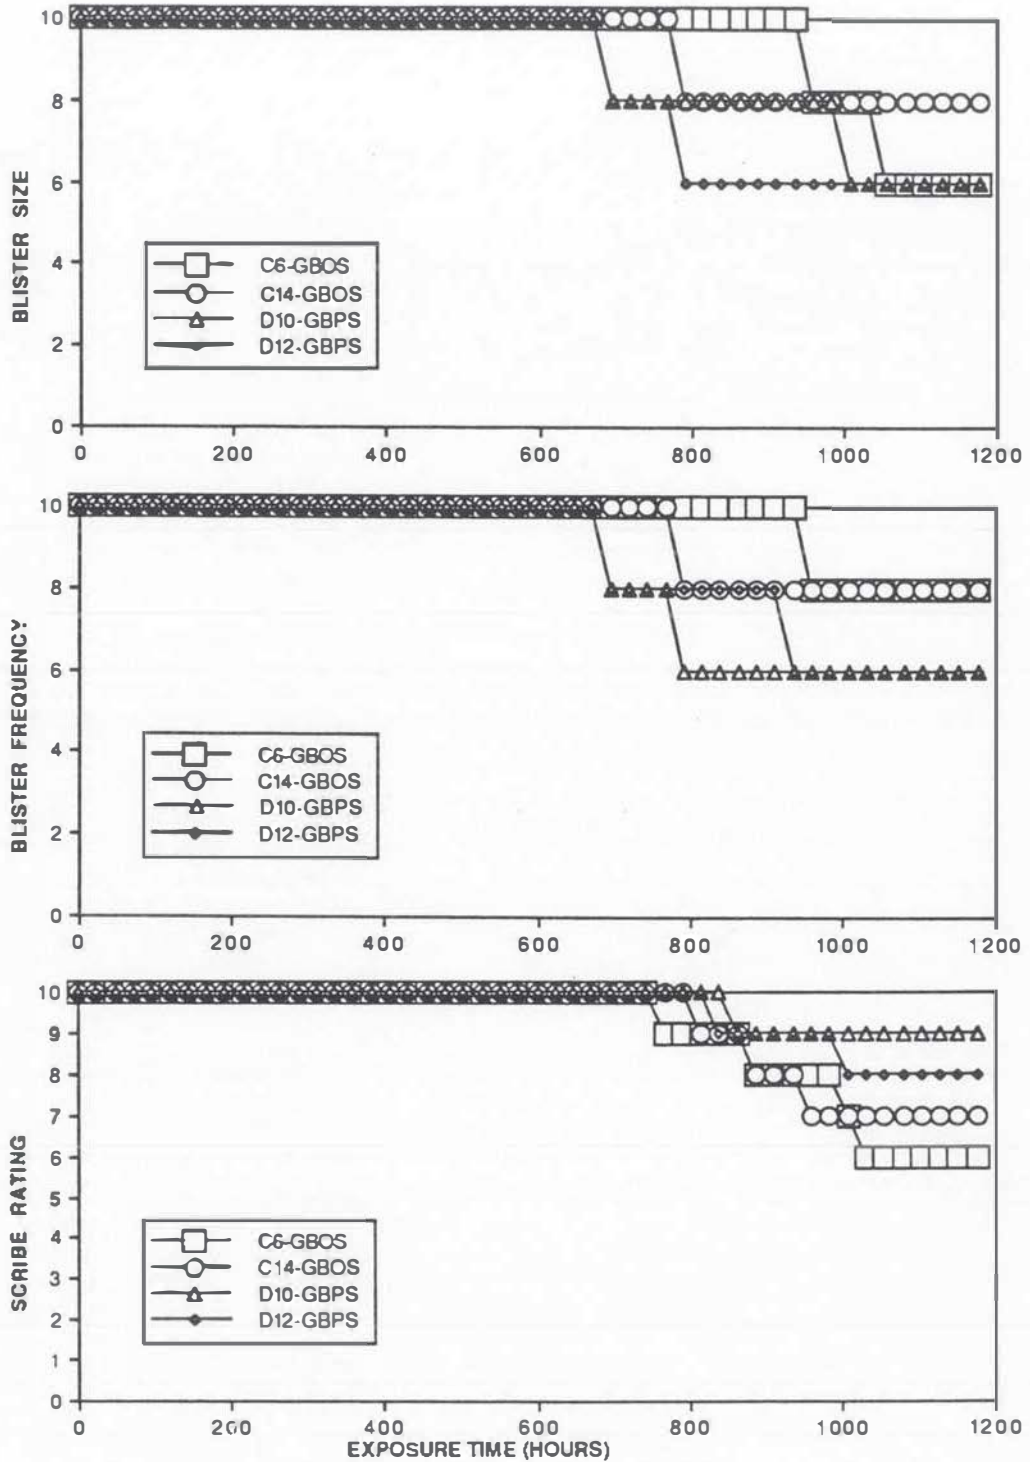 BLISTER SIZE
10
8
6
4
2
0
C6-GBOS
C14-GBOS
D10-GBPS
D12-GBPS
0 200 400 600 800 1000 1200
BLISTER FREQUENCY
10
8
6
4
2
0
C6-GBOS
C14-GBOS
D10-GBPS
D12-GBPS
0 200 400 600 800 1000 1200
SCRIBE RATING
10
9
8
7
6
5
4
3
2
1
0
C6-GBOS
C14-GBOS
D10-GBPS
D12-GBPS
0 200 400 600 800 1000 1200
EXPOSURE TIME (HOURS)